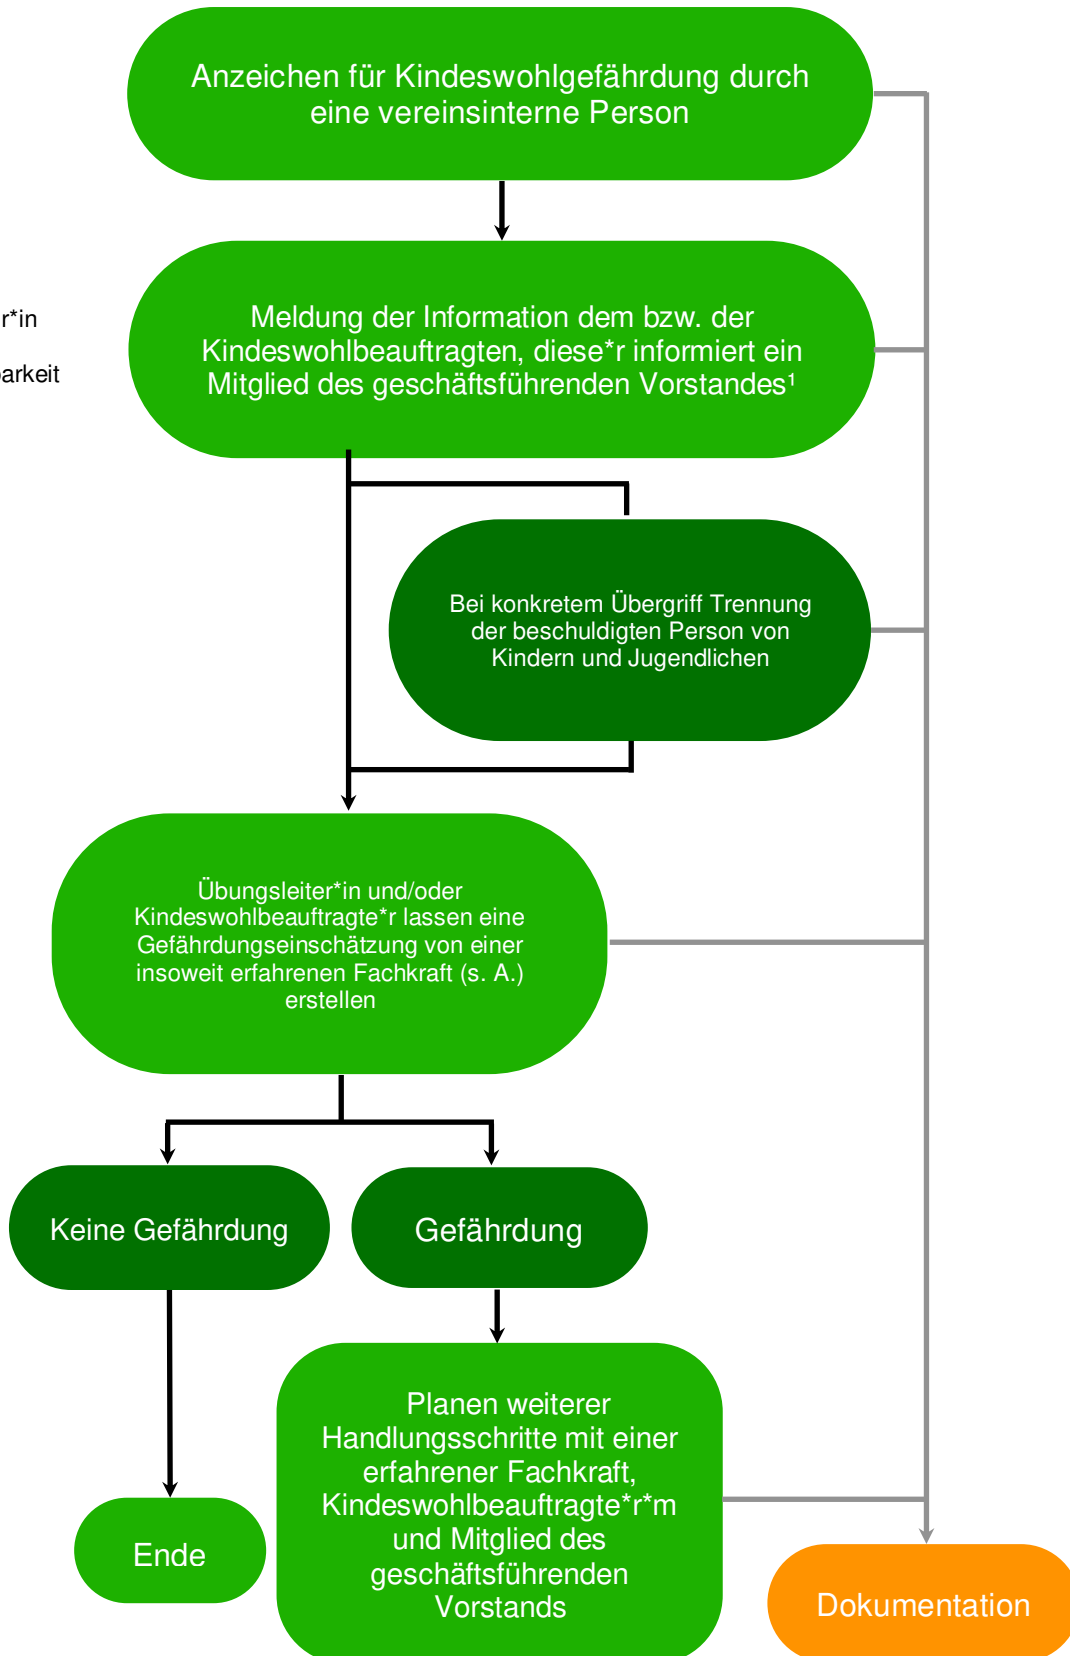 Anzeichen für Kindeswohlgefährdung durch
eine vereinsinterne Person
r*in
arkeit
Meldung der Information dem bzw. der
Kindeswohlbeauftragten, diese*r informiert ein
Mitglied des geschäftsführenden Vorstandes¹
Bei konkretem Übergriff Trennung
der beschuldigten Person von
Kindern und Jugendlichen
Übungsleiter*in und/oder
Kindeswohlbeauftragte*r lassen eine
Gefährdungseinschätzung von einer
insoweit erfahrenen Fachkraft (s. A.)
erstellen
Keine Gefährdung
Gefährdung
Planen weiterer
Handlungsschritte mit einer
erfahrener Fachkraft,
Kindeswohlbeauftragte*r*m
und Mitglied des
geschäftsführenden
Vorstands
Ende
Dokumentation